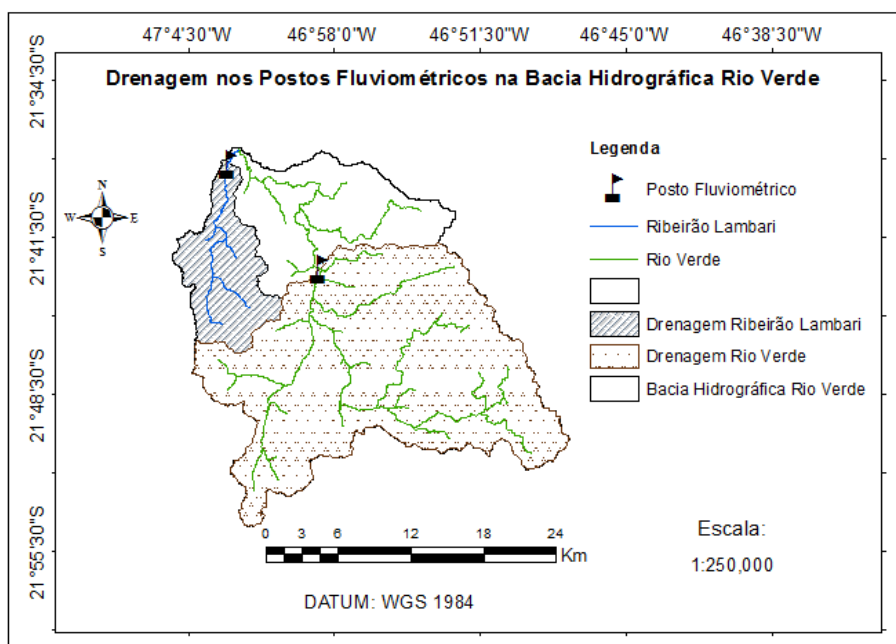 47°4'30"W 46°58'0"W 46°51'30"W 46°45'0"W 46°38'30"W
21°34'30"S
Drenagem nos Postos Fluviométricos na Bacia Hidrográfica Rio Verde
Legenda
Posto Fluviométrico
Ribeirão Lambari
Rio Verde
Drenagem Ribeirão Lambari
Drenagem Rio Verde
Bacia Hidrográfica Rio Verde
N
W E
S
21°41'30"S
21°48'30"S
21°55'30"S
0 3 6 12 18 24
Km
Escala:
1:250,000
DATUM: WGS 1984